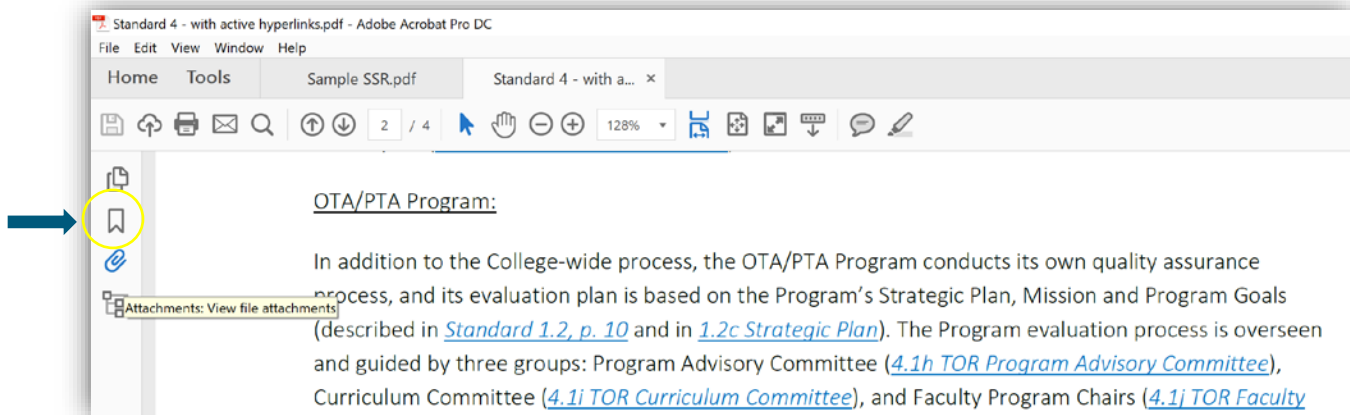 Standard 4 - with active hyperlinks.pdf - Adobe Acrobat Pro DC
File Edit View Window Help
Home Tools Sample SSR.pdf Standard 4 - with a... ×
2 / 4 128%
OTA/PTA Program:
In addition to the College-wide process, the OTA/PTA Program conducts its own quality assurance
process, and its evaluation plan is based on the Program's Strategic Plan, Mission and Program Goals
Attachments: View file attachments
(described in Standard 1.2, p. 10 and in 1.2c Strategic Plan). The Program evaluation process is overseen
and guided by three groups: Program Advisory Committee (4.1h TOR Program Advisory Committee),
Curriculum Committee (4.1i TOR Curriculum Committee), and Faculty Program Chairs (4.1j TOR Faculty